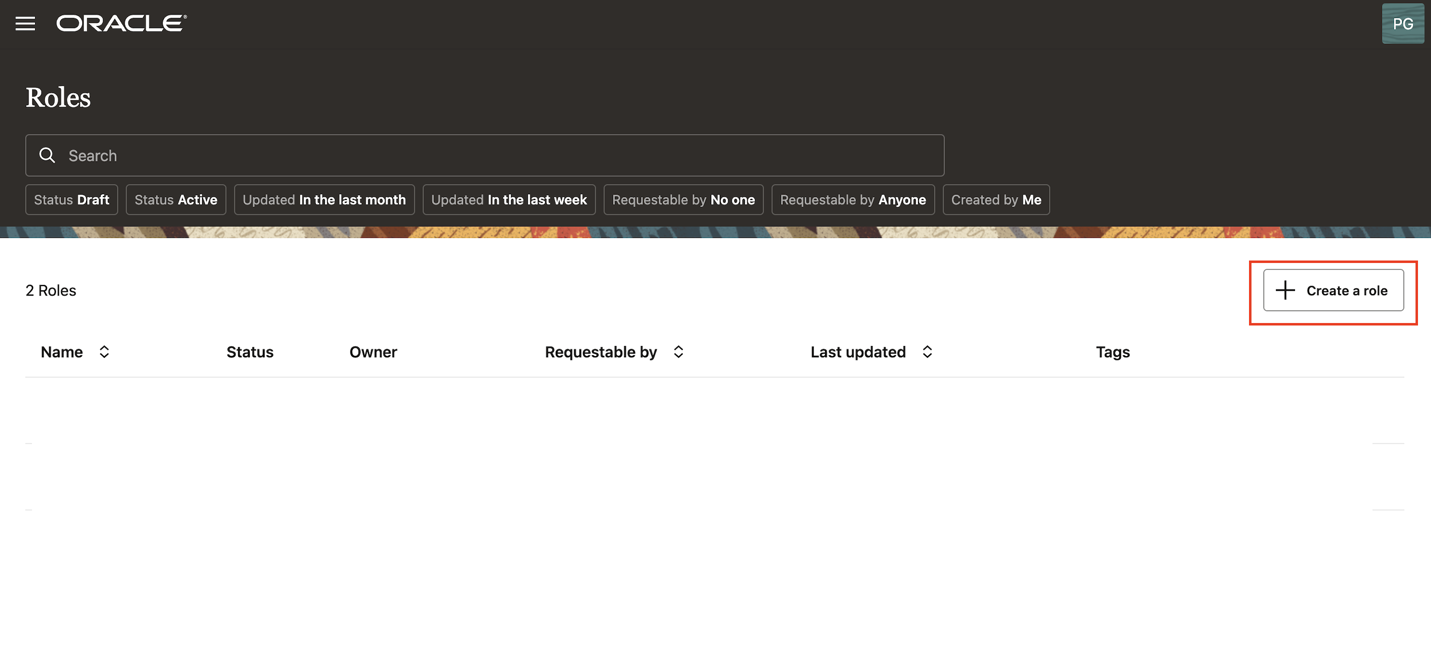 ORACLE®
PG
Roles
Search
Status Draft Status Active Updated In the last month Updated In the last week Requestable by No one Requestable by Anyone Created by Me
2 Roles
Create a role
Name Status Owner Requestable by Last updated Tags